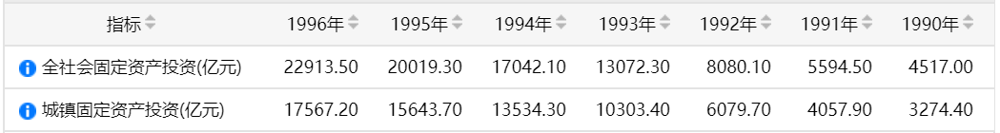 指标 1996年 1995年 1994年 1993年 1992年 1991年 1990年
全社会固定资产投资(亿元) 22913.50 20019.30 17042.10 13072.30 8080.10 5594.50 4517.00
城镇固定资产投资(亿元) 17567.20 15643.70 13534.30 10303.40 6079.70 4057.90 3274.40